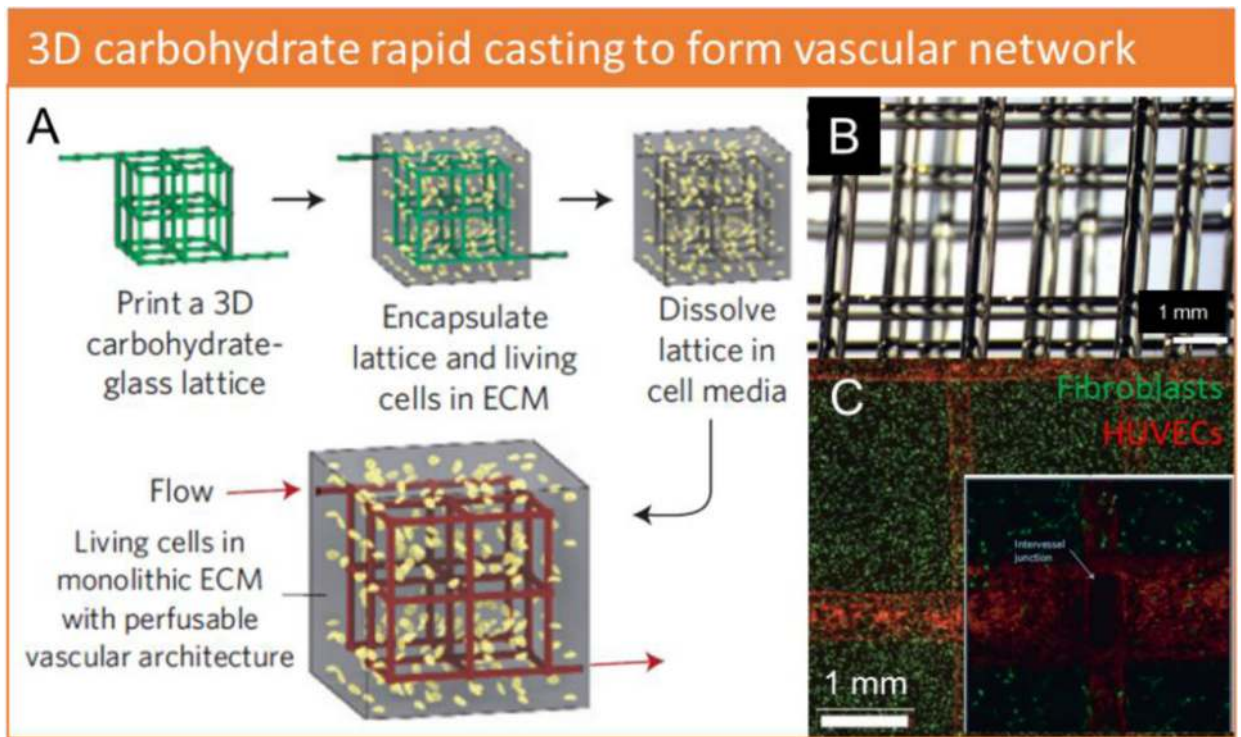 3D carbohydrate rapid casting to form vascular network
A
Print a 3D
carbohydrate-
glass lattice
Encapsulate
lattice and living
cells in ECM
Dissolve
lattice in
cell media
Flow
Living cells in
monolithic ECM
with perfusable
vascular architecture
B
1 mm
C
Fibroblasts
HUVECs
Intervessel
junction
1 mm